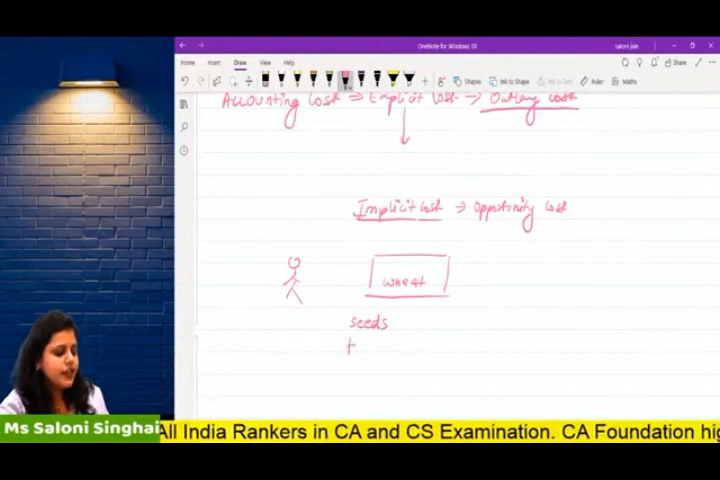 OneNote for Windows 10
saloni jain
Home Insert Draw View Help
Share
Shapes Ink to Shape Ink to Text Ruler Maths
Accounting cost ⇒ Explicit cost → Outlay cost
Implicit cost → Opportunity cost
wheat
seeds
Ms Saloni Singhai
All India Rankers in CA and CS Examination. CA Foundation hig